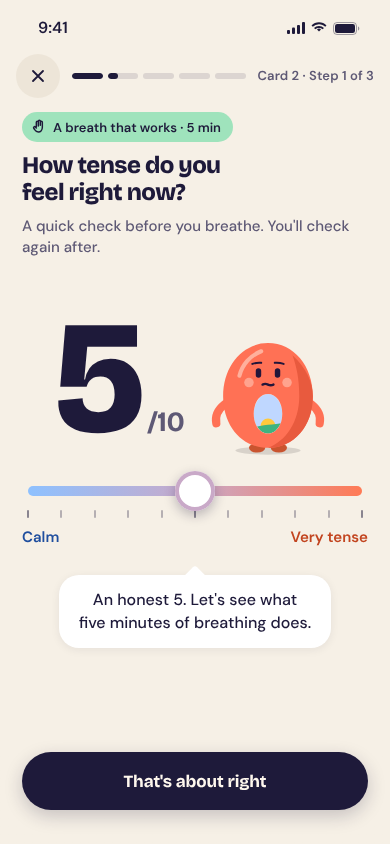 9:41
Card 2 · Step 1 of 3
A breath that works · 5 min
How tense do you
feel right now?
A quick check before you breathe. You'll check
again after.
5/10
Calm
Very tense
An honest 5. Let's see what
five minutes of breathing does.
That's about right